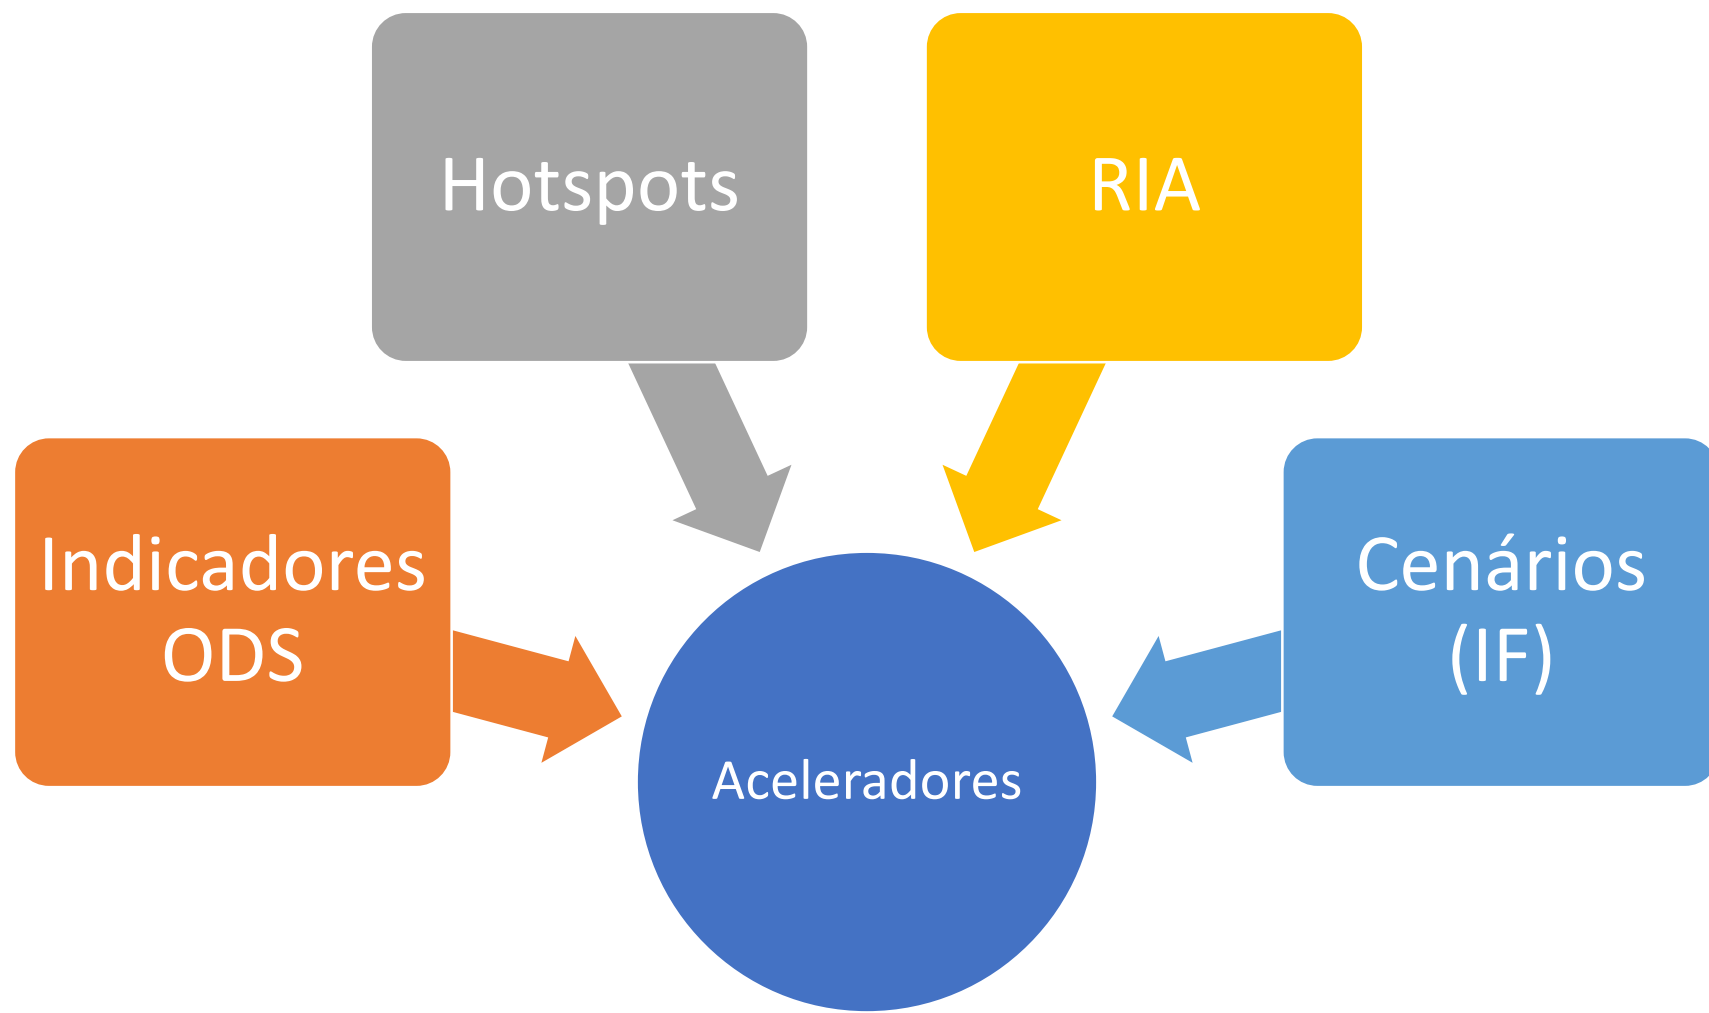 Hotspots
RIA
Indicadores
ODS
Cenários
(IF)
Aceleradores